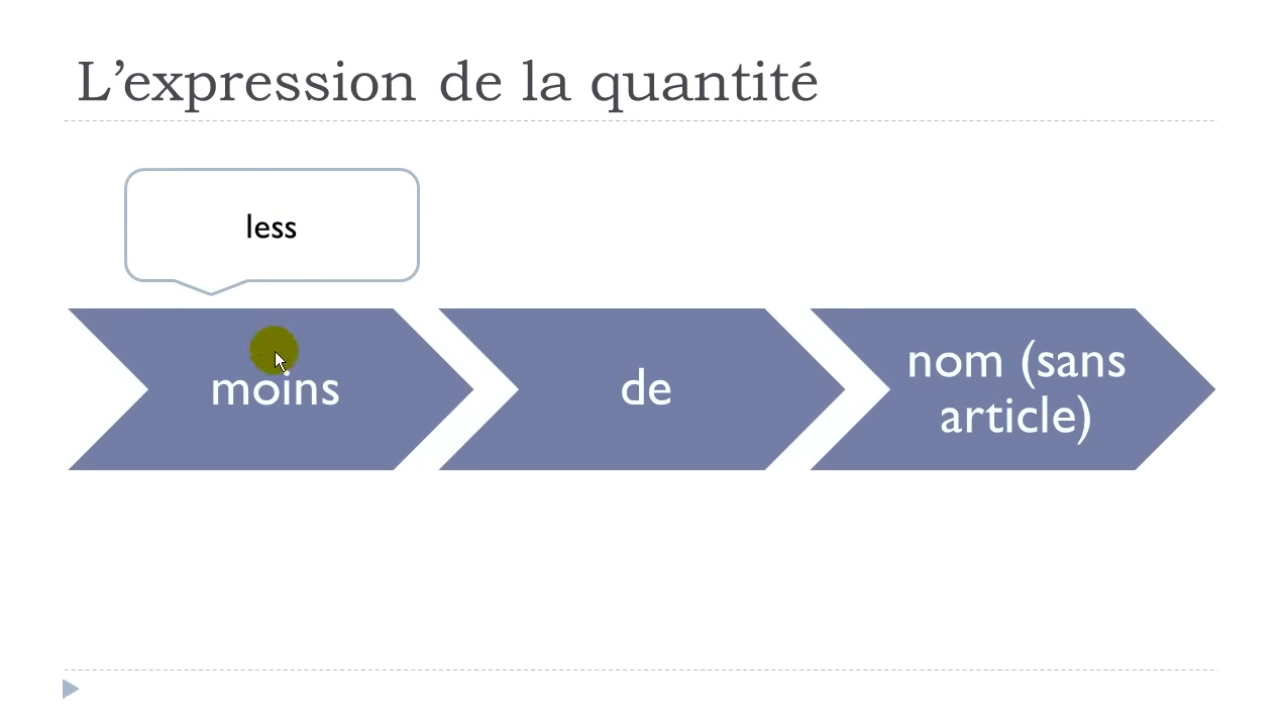 L’expression de la quantité
less
moins
de
nom (sans
article)